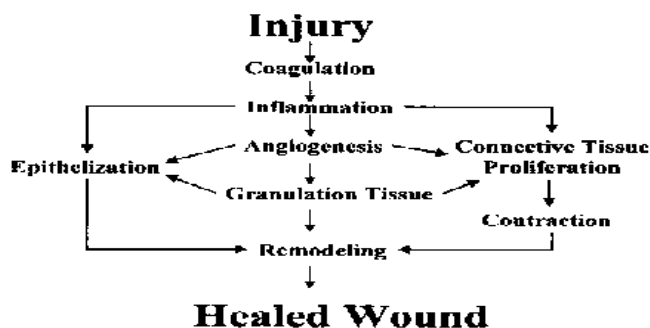 Injury
Coagulation
Inflammation
Angiogenesis
Connective Tissue
Epithelization
Proliferation
Granulation Tissue
Contraction
Remodeling
Healed Wound